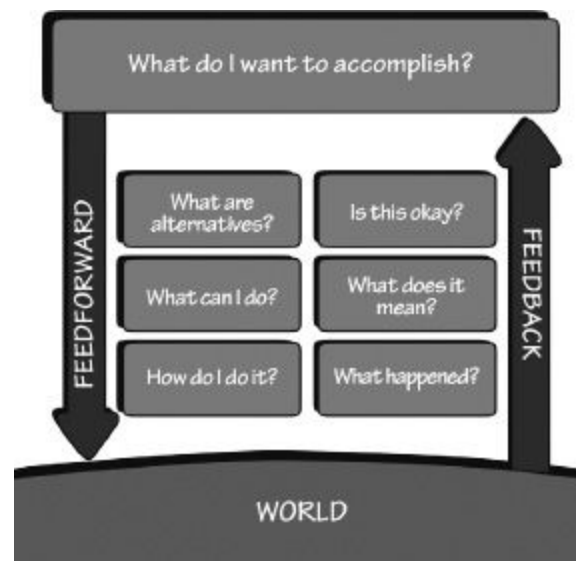 What do I want to accomplish?
FEEDFORWARD
What are
alternatives?
What can I do?
How do I do it?
Is this okay?
What does it
mean?
What happened?
FEEDBACK
WORLD